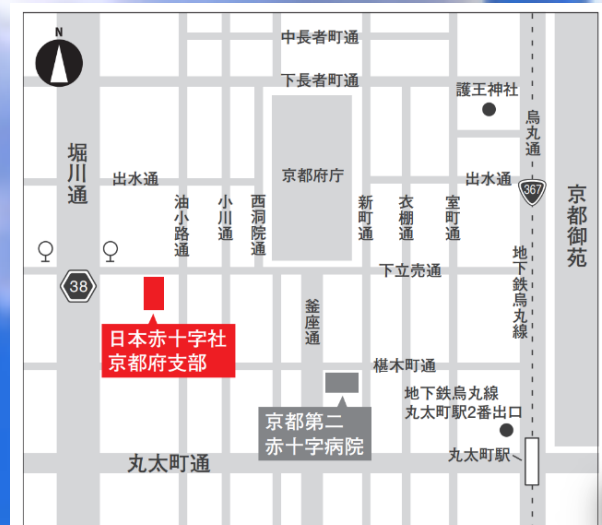 N
中長者町通
下長者町通
護王神社
烏丸通
堀川通
出水通
京都府庁
出水通
367
京都御苑
油小路通
小川通
西洞院通
新町通
衣棚通
室町通
地下鉄烏丸線
下立売通
38
釜座通
日本赤十字社
京都府支部
椹木町通
地下鉄烏丸線
丸太町駅2番出口
京都第二
赤十字病院
丸太町通
丸太町駅